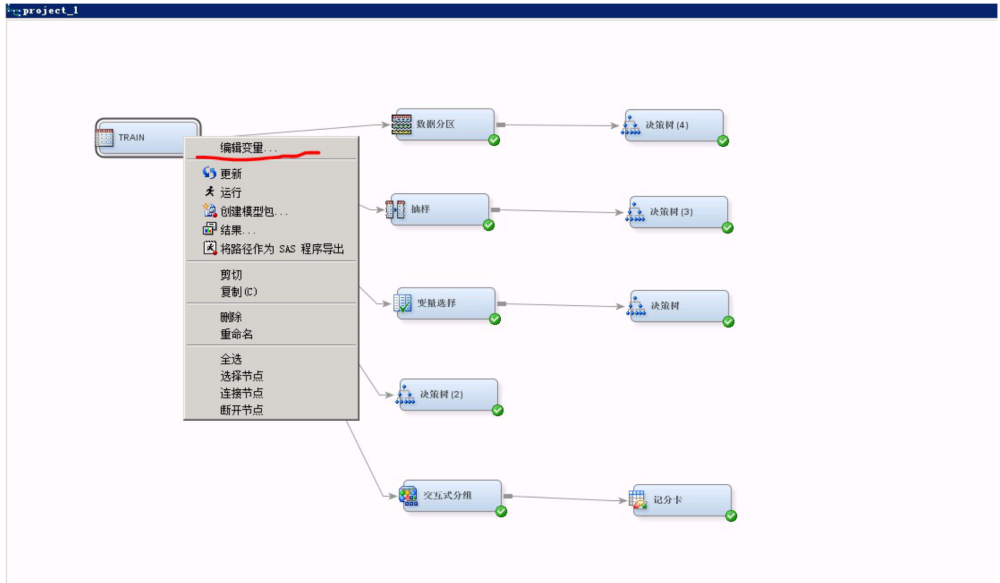 project_1
TRAIN
数据分区
决策树(4)
编辑变量...
更新
运行
创建模型包...
结果...
将路径作为 SAS 程序导出
剪切
复制(C)
删除
重命名
全选
选择节点
连接节点
断开节点
抽样
决策树(3)
变量选择
决策树
决策树(2)
交互式分组
记分卡